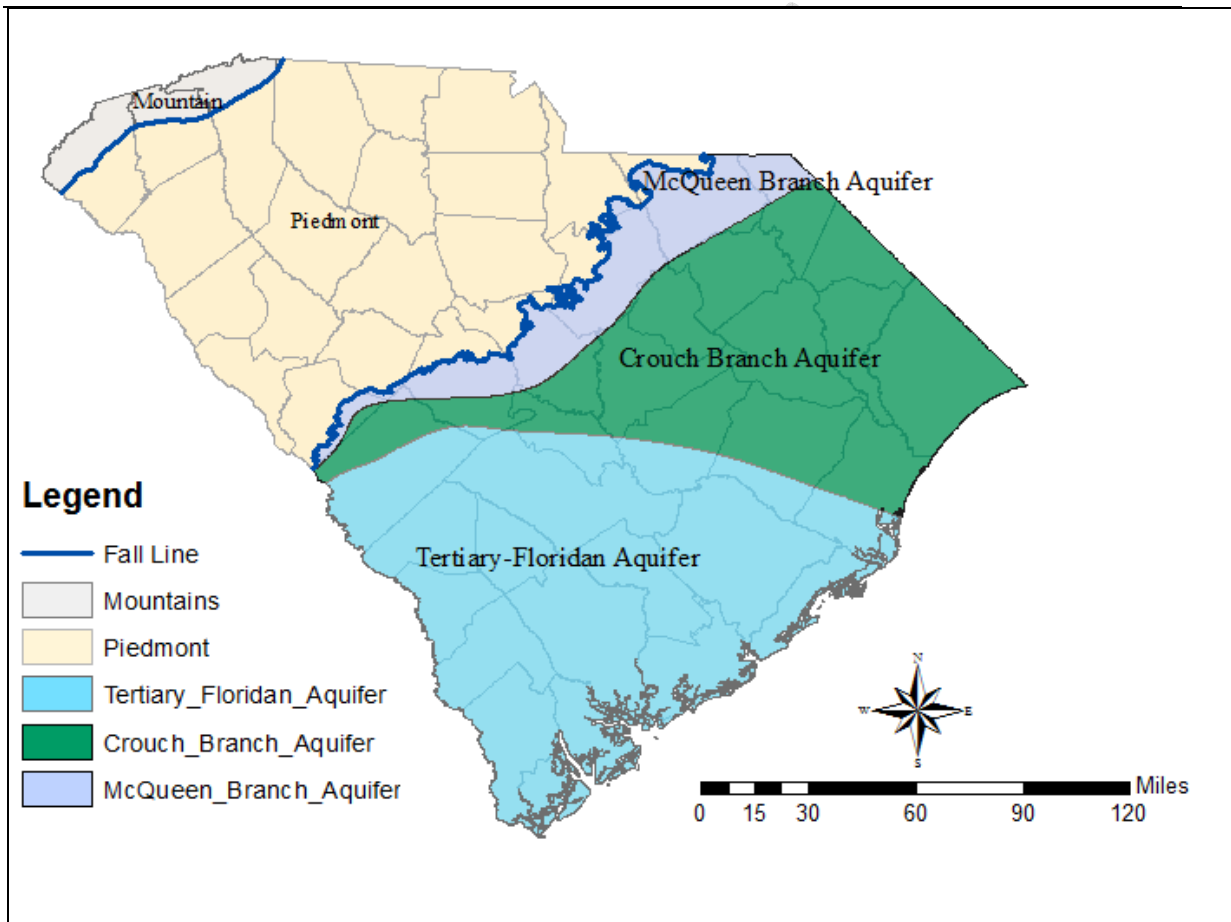 Mountain
McQueen Branch Aquifer
Piedmont
Crouch Branch Aquifer
Tertiary-Floridan Aquifer
Legend
Fall Line
Mountains
Piedmont
Tertiary_Floridan_Aquifer
Crouch_Branch_Aquifer
McQueen_Branch_Aquifer
N
W E
S
Miles
0 15 30 60 90 120